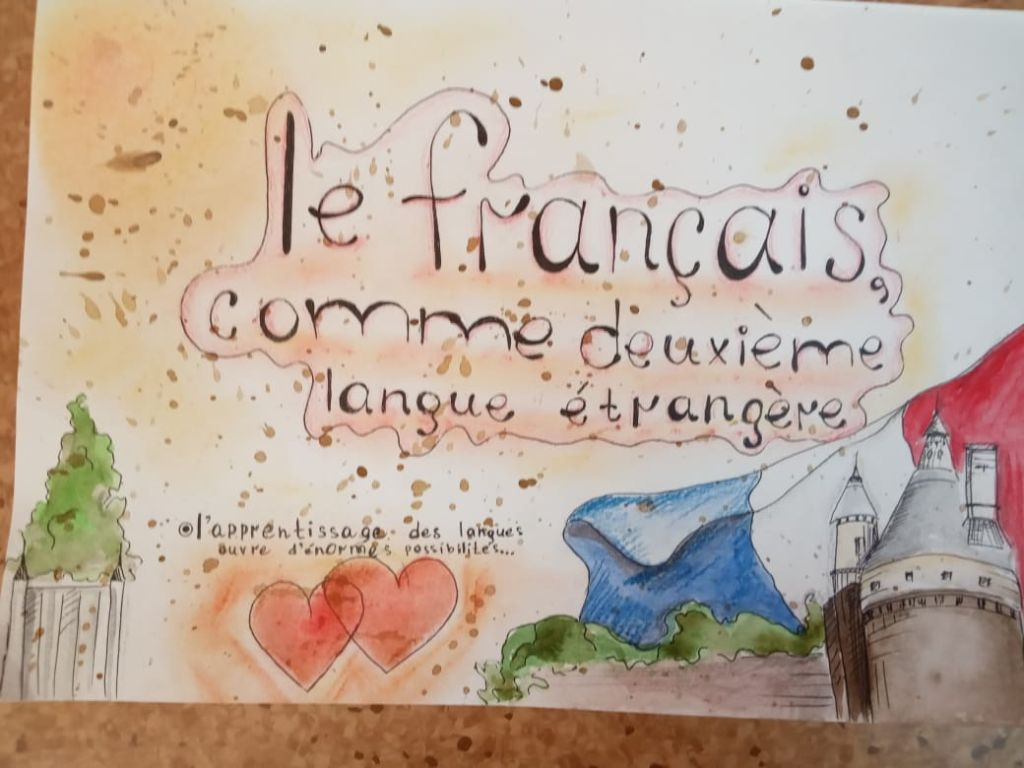 le français,
comme deuxième
langue étrangère
l'apprentissage des langues
ouvre d'énormes possibilités...